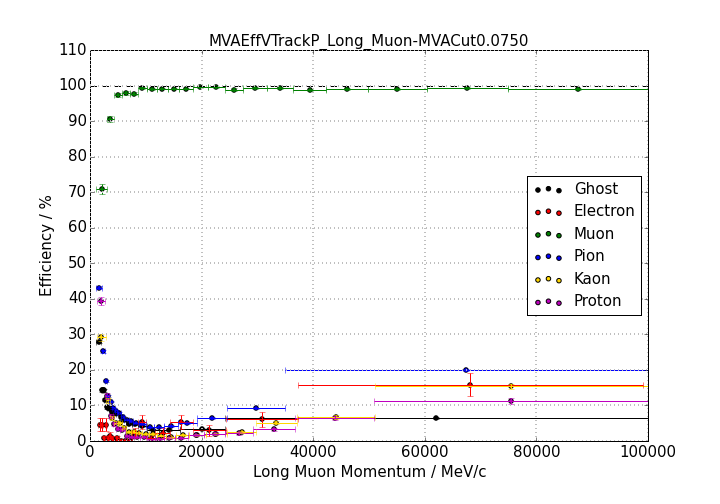 MVAEffVTrackP_Long_Muon-MVACut0.0750
110
100
90
80
70
60
50
40
30
20
10
0
Efficiency / %
Ghost
Electron
Muon
Pion
Kaon
Proton
0 20000 40000 60000 80000 100000
Long Muon Momentum / MeV/c